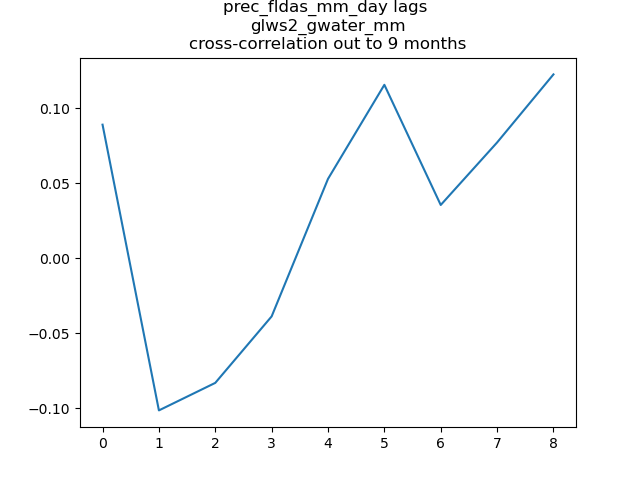 prec_fldas_mm_day lags
glws2_gwater_mm
cross-correlation out to 9 months
0.10
0.05
0.00
−0.05
−0.10
0 1 2 3 4 5 6 7 8